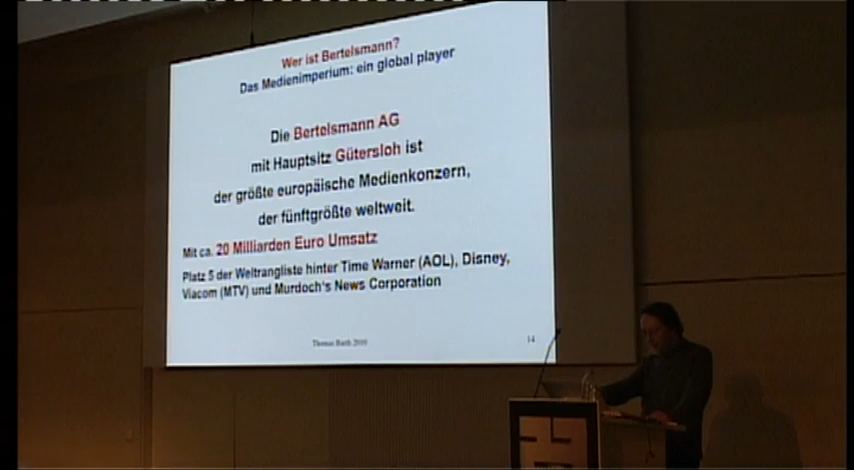 Wer ist Bertelsmann?
Das Medienimperium: ein global player
Die Bertelsmann AG
mit Hauptsitz Gütersloh ist
der größte europäische Medienkonzern,
der fünftgrößte weltweit.
Mit ca. 20 Milliarden Euro Umsatz
Platz 5 der Weltrangliste hinter Time Warner (AOL), Disney,
Viacom (MTV) und Murdoch's News Corporation
Thomas Barth 2010
14